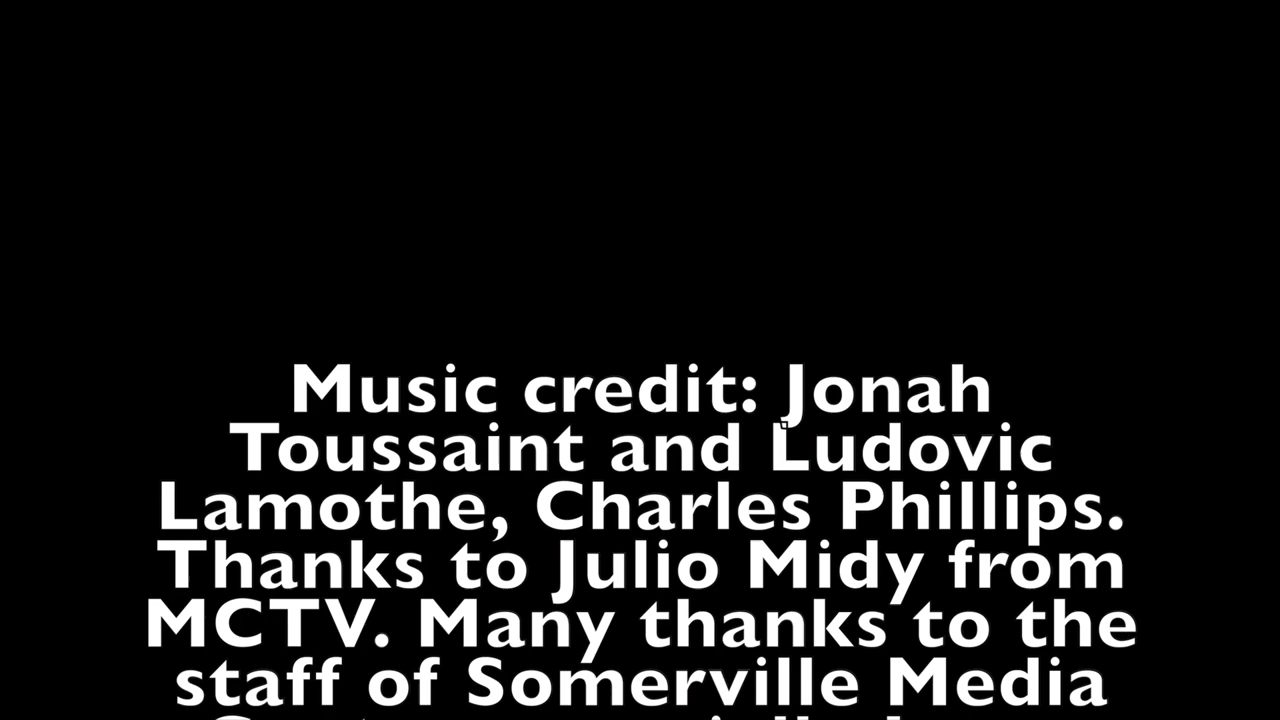 Music credit: Jonah
Toussaint and Ludovic
Lamothe, Charles Phillips.
Thanks to Julio Midy from
MCTV. Many thanks to the
staff of Somerville Media